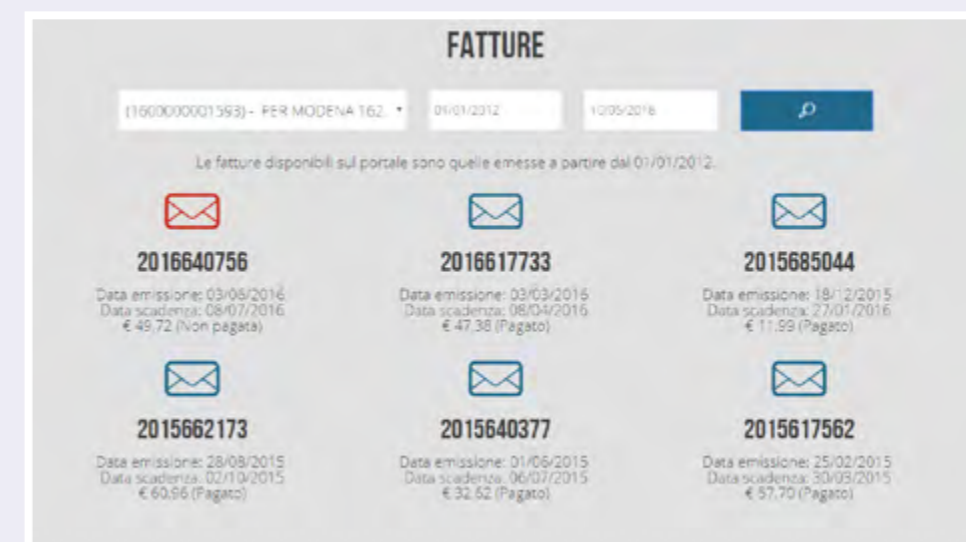 FATTURE
(1600000001593) - PER MODENA 162 01/01/2012 10/05/2016
Le fatture disponibili sul portale sono quelle emesse a partire dal 01/01/2012.
2016640756 2016617733 2015685044
Data emissione: 03/06/2016 Data emissione: 03/03/2016 Data emissione: 18/12/2015
Data scadenza: 08/07/2016 Data scadenza: 08/04/2016 Data scadenza: 27/01/2016
€ 49.72 (Non pagata) € 47.38 (Pagato) € 11.99 (Pagato)
2015662173 2015640377 2015617562
Data emissione: 28/08/2015 Data emissione: 01/06/2015 Data emissione: 25/02/2015
Data scadenza: 02/10/2015 Data scadenza: 06/07/2015 Data scadenza: 30/03/2015
€ 60.96 (Pagato) € 32.52 (Pagato) € 57.70 (Pagato)